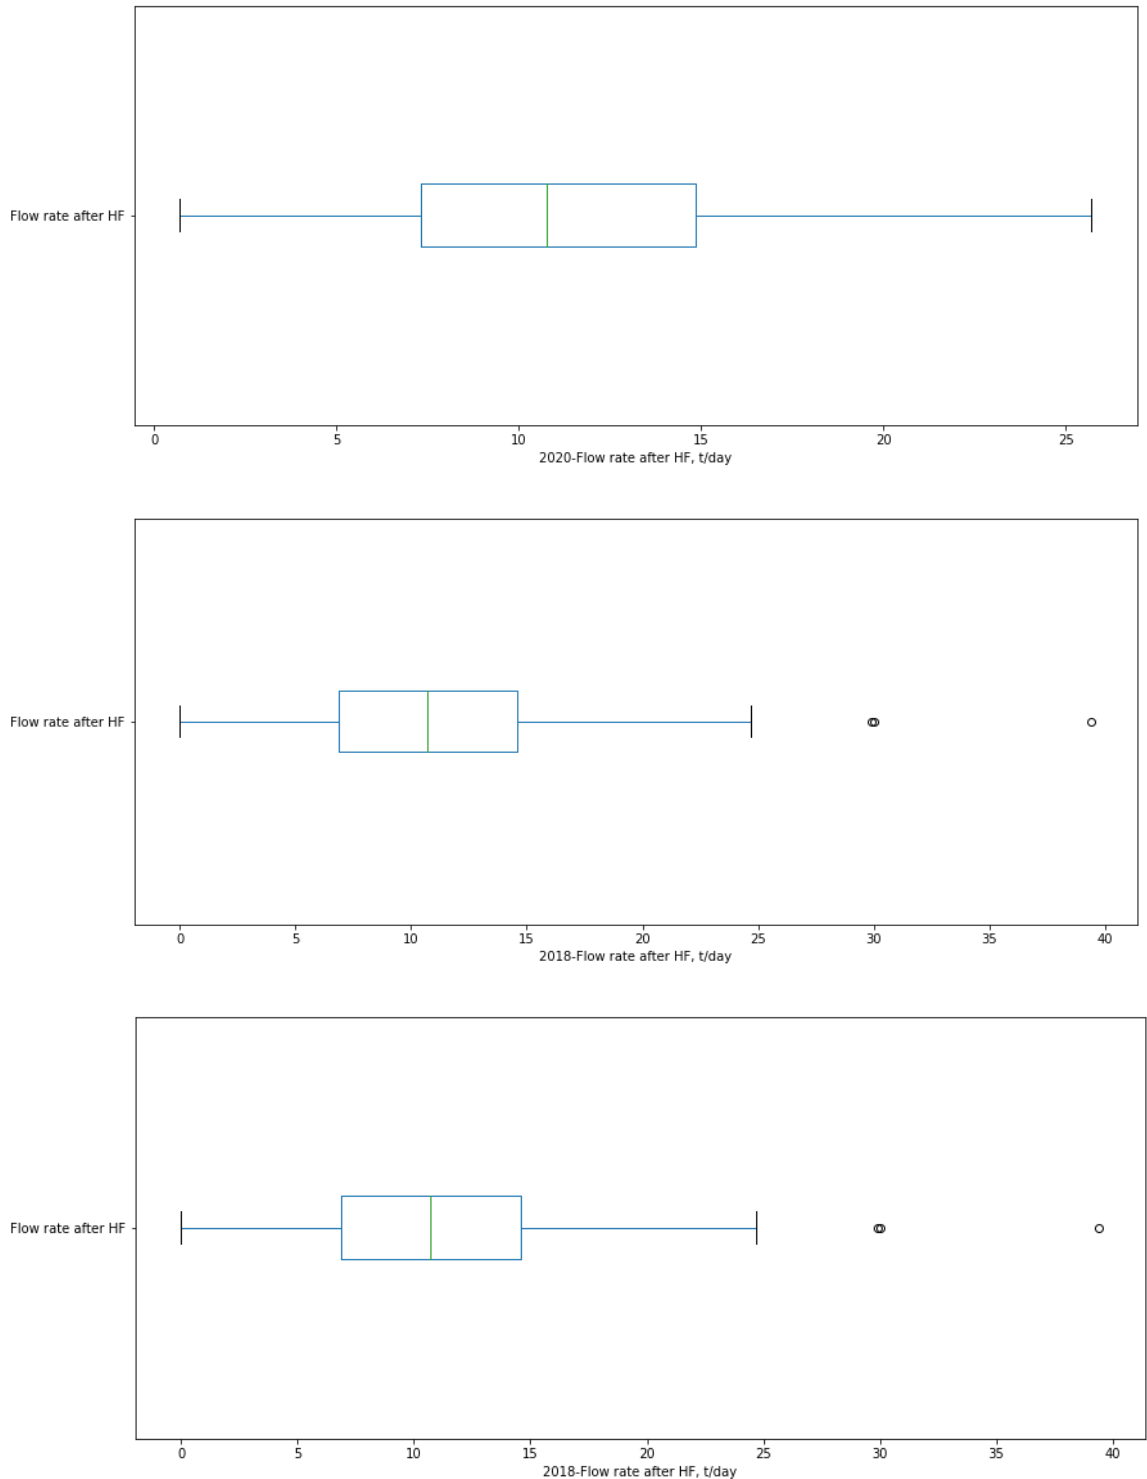 Flow rate after HF
0 5 10 15 20 25
2020-Flow rate after HF, t/day
Flow rate after HF
0 5 10 15 20 25 30 35 40
2018-Flow rate after HF, t/day
Flow rate after HF
0 5 10 15 20 25 30 35 40
2018-Flow rate after HF, t/day